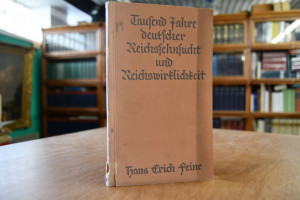 Tausend Jahre
deutscher
Reichssehnsucht
und
Reichswirklichkeit
Hans Erich Feine